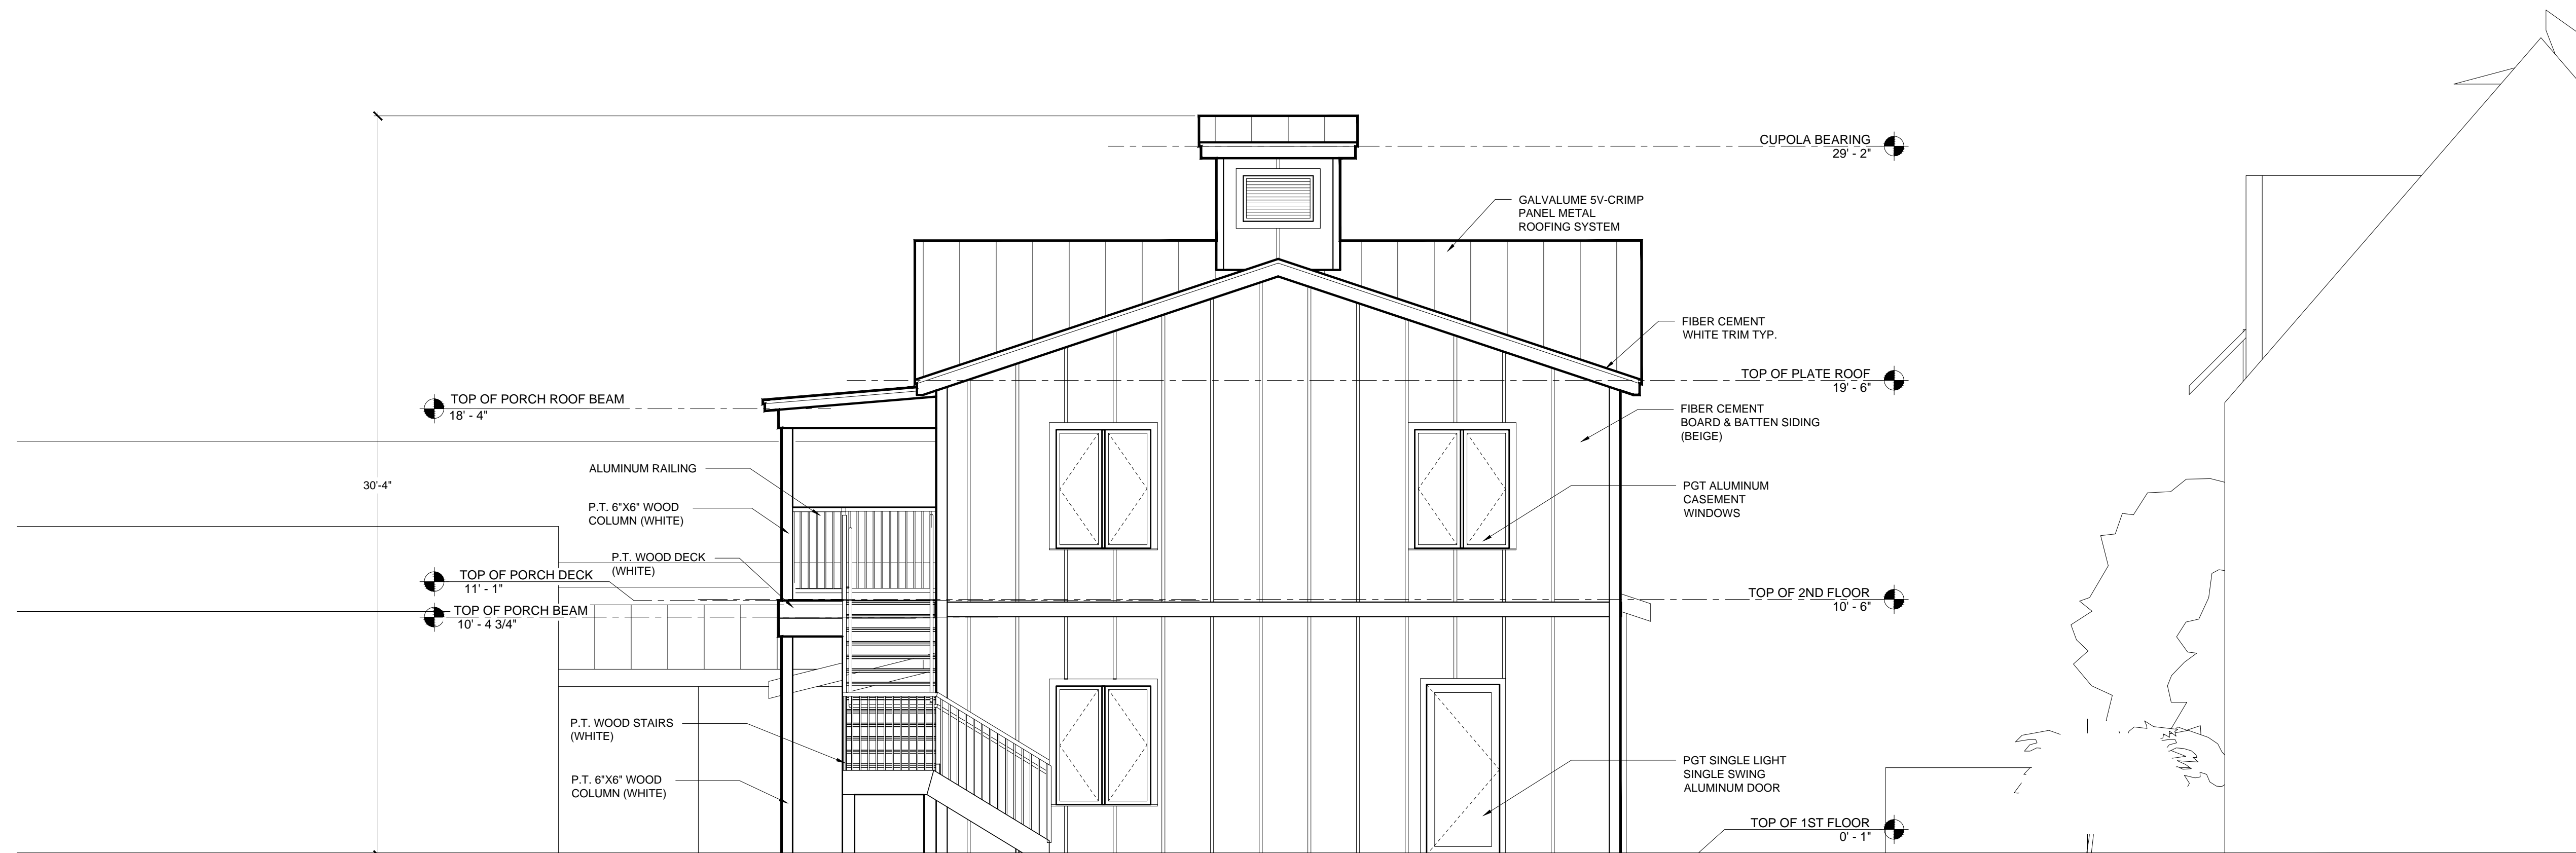 CUPOLA BEARING
29' - 2"
GALVALUME 5V-CRIMP
PANEL METAL
ROOFING SYSTEM
FIBER CEMENT
WHITE TRIM TYP.
TOP OF PLATE ROOF
19' - 6"
TOP OF PORCH ROOF BEAM
18' - 4"
FIBER CEMENT
BOARD & BATTEN SIDING
(BEIGE)
ALUMINUM RAILING
30'-4"
PGT ALUMINUM
CASEMENT
WINDOWS
P.T. 6"X6" WOOD
COLUMN (WHITE)
P.T. WOOD DECK
(WHITE)
TOP OF PORCH DECK
11' - 1"
TOP OF 2ND FLOOR
10' - 6"
TOP OF PORCH BEAM
10' - 4 3/4"
P.T. WOOD STAIRS
(WHITE)
P.T. 6"X6" WOOD
COLUMN (WHITE)
PGT SINGLE LIGHT
SINGLE SWING
ALUMINUM DOOR
TOP OF 1ST FLOOR
0' - 1"